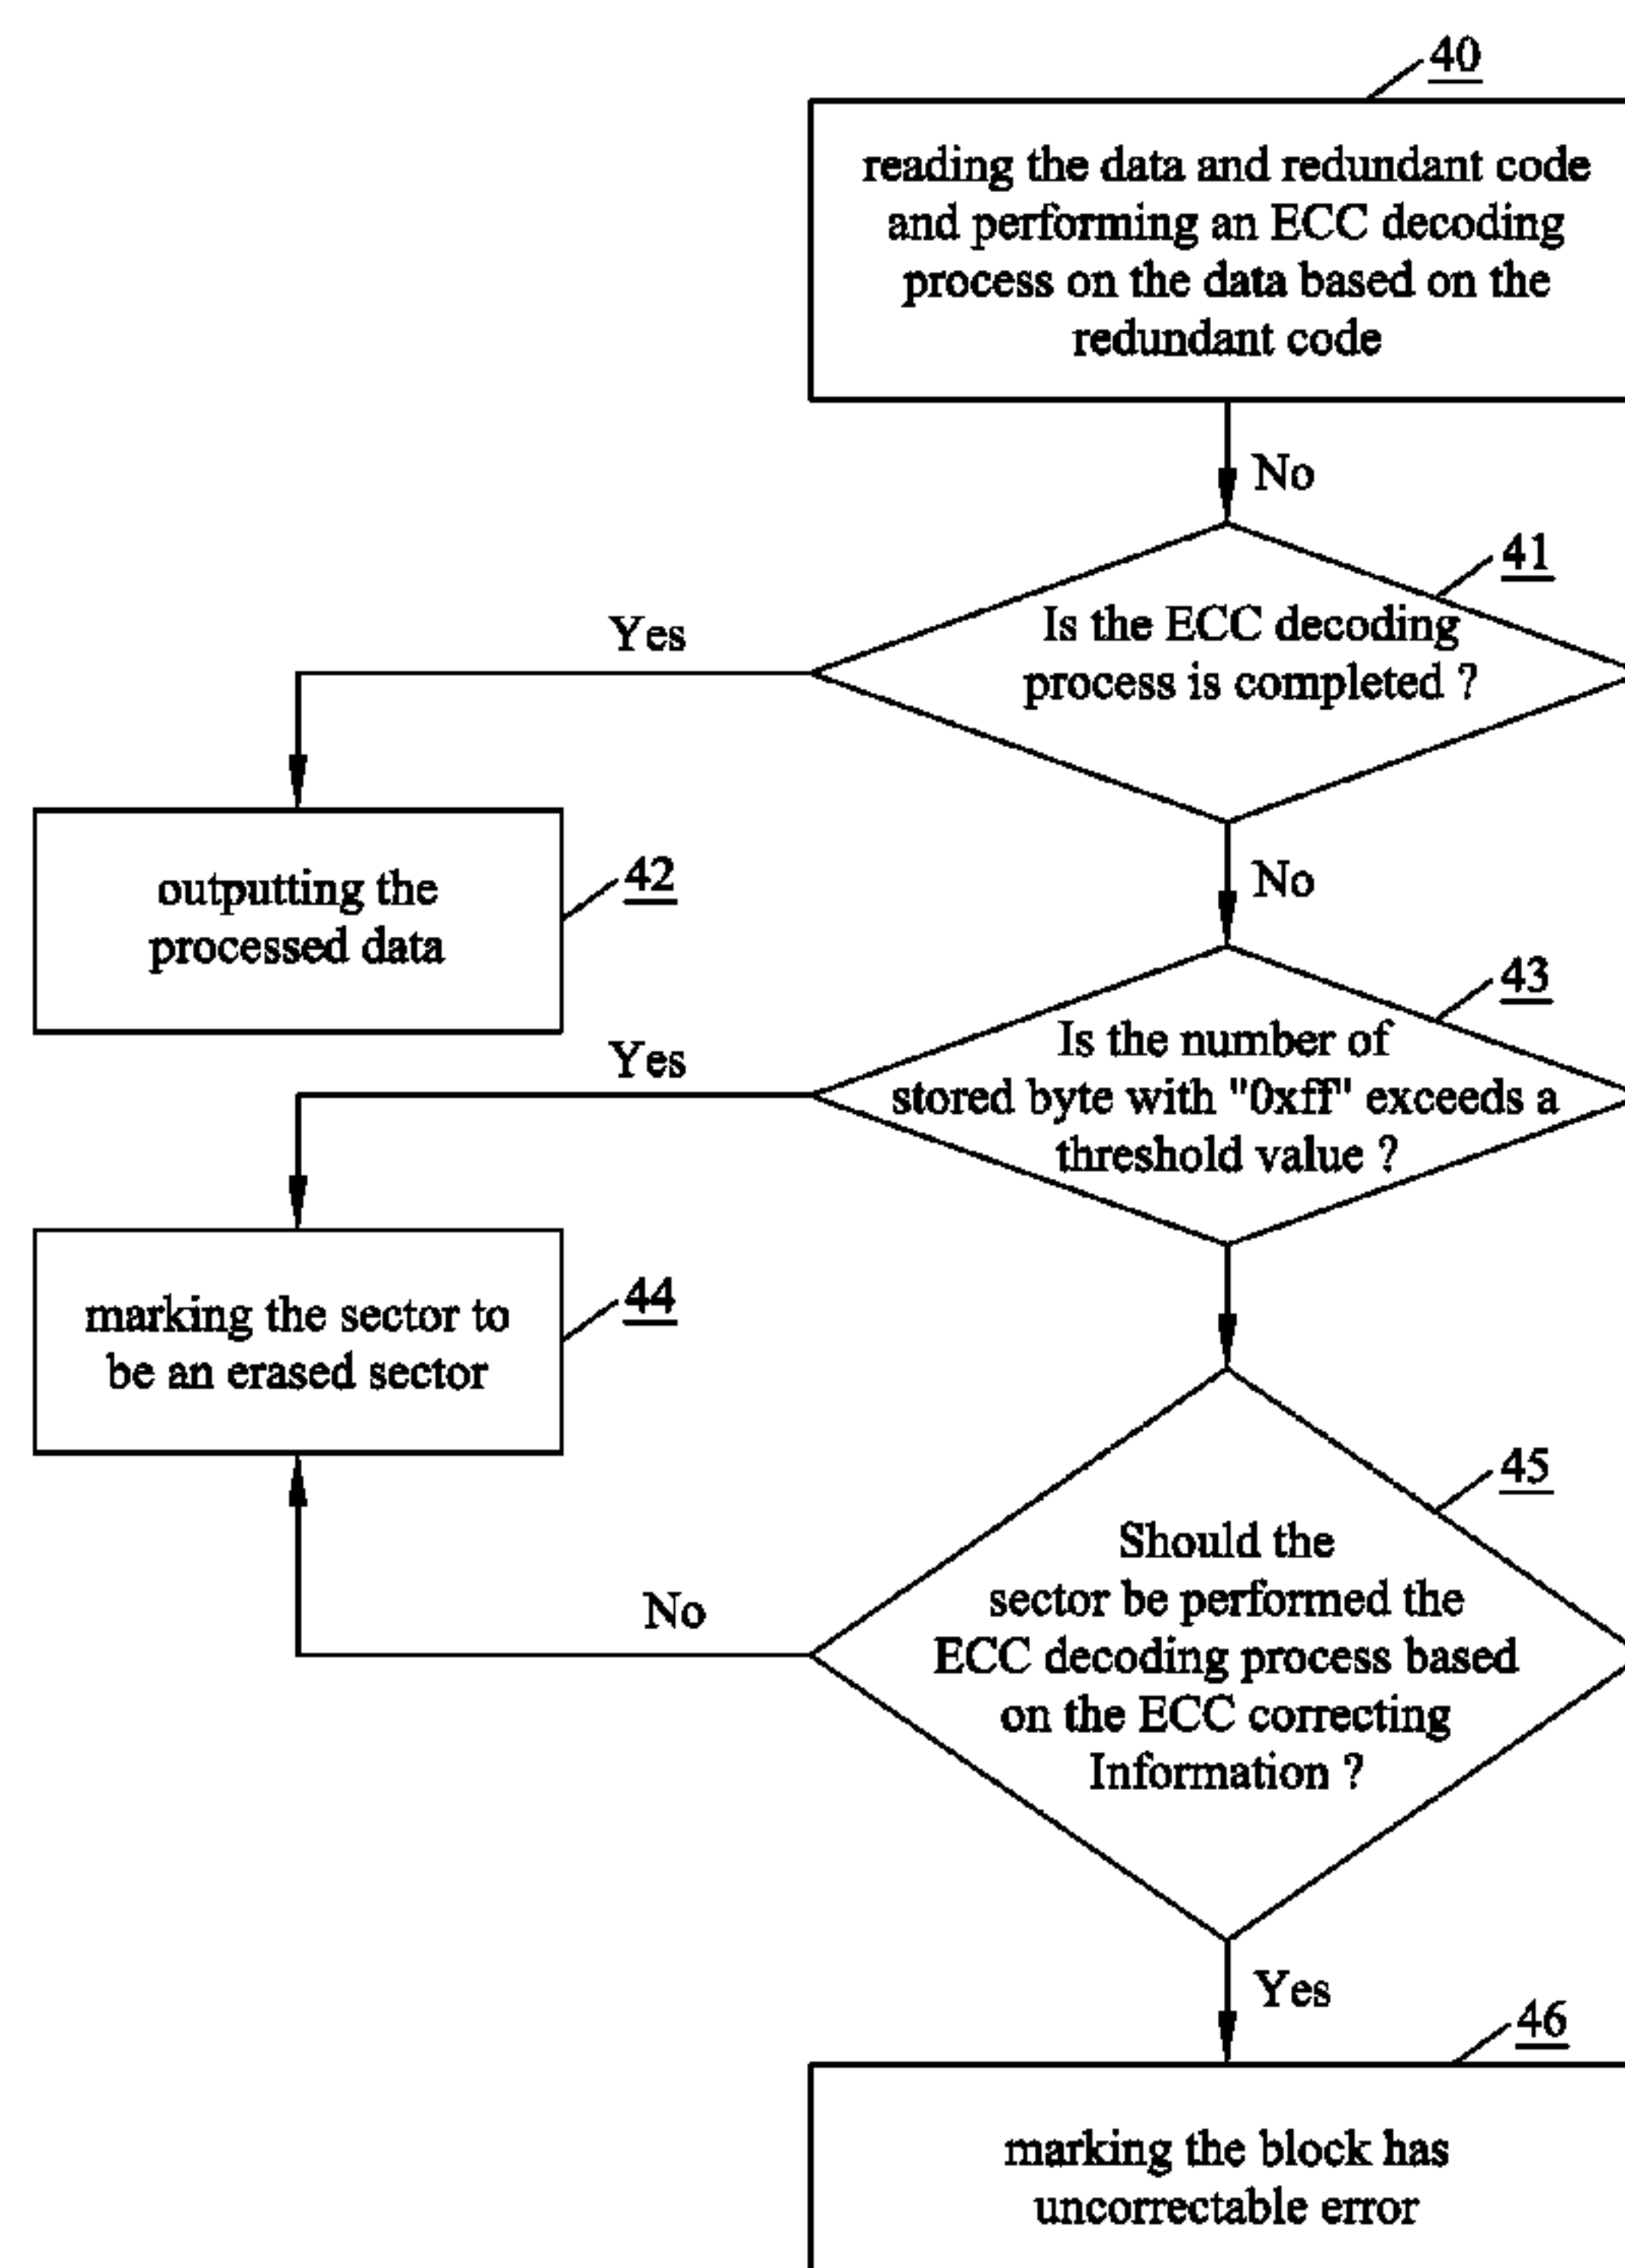 40
reading the data and redundant code
and performing an ECC decoding
process on the data based on the
redundant code
No
41
Is the ECC decoding
process is completed ?
Yes
42
outputting the
processed data
No
43
Is the number of
stored byte with "0xff" exceeds a
threshold value ?
Yes
44
marking the sector to
be an erased sector
45
Should the
sector be performed the
ECC decoding process based
on the ECC correcting
Information ?
No
Yes
46
marking the block has
uncorrectable error